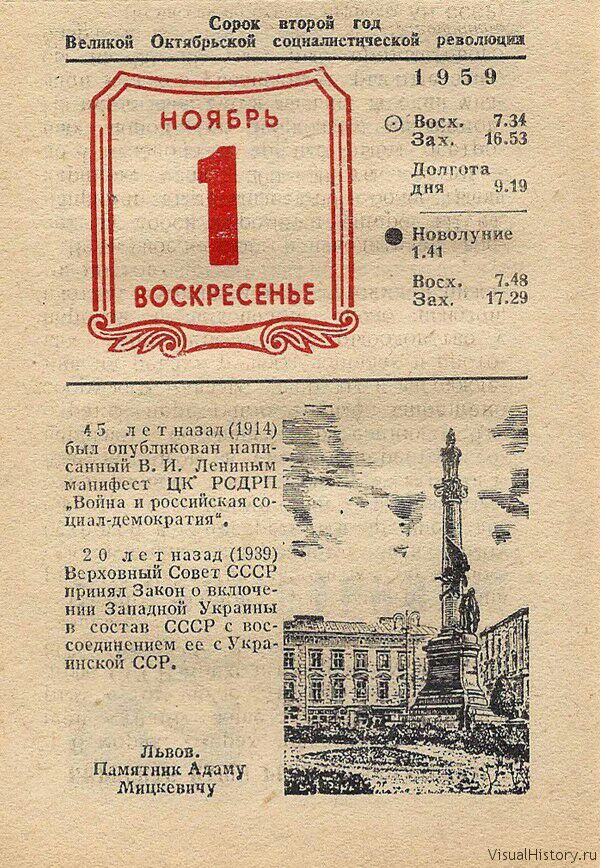 Сорок второй год
Великой Октябрьской социалистической революции
НОЯБРЬ
1
ВОСКРЕСЕНЬЕ
1959
Восх. 7.34
Зах. 16.53
Долгота
дня 9.19
Новолуние
1.41
Восх. 7.48
Зах. 17.29
45 лет назад (1914)
был опубликован напи-
санный В. И. Лениным
манифест ЦК РСДРП
„Война и российская со-
циал-демократия".
20 лет назад (1939)
Верховный Совет СССР
принял Закон о включе-
нии Западной Украины
в состав СССР с вос-
соединением ее с Укра-
инской ССР.
Львов.
Памятник Адаму
Мицкевичу
VisualHistory.ru